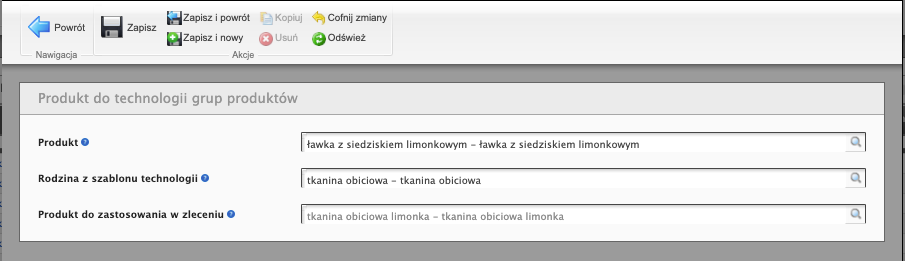 Powrót
Zapisz
Zapisz i powrót
Kopiuj
Cofnij zmiany
Zapisz i nowy
Usuń
Odśwież
Nawigacja
Akcje
Produkt do technologii grup produktów
Produkt ?
ławka z siedziskiem limonkowym - ławka z siedziskiem limonkowym
Rodzina z szablonu technologii ?
tkanina obiciowa - tkanina obiciowa
Produkt do zastosowania w zleceniu ?
tkanina obiciowa limonka - tkanina obiciowa limonka